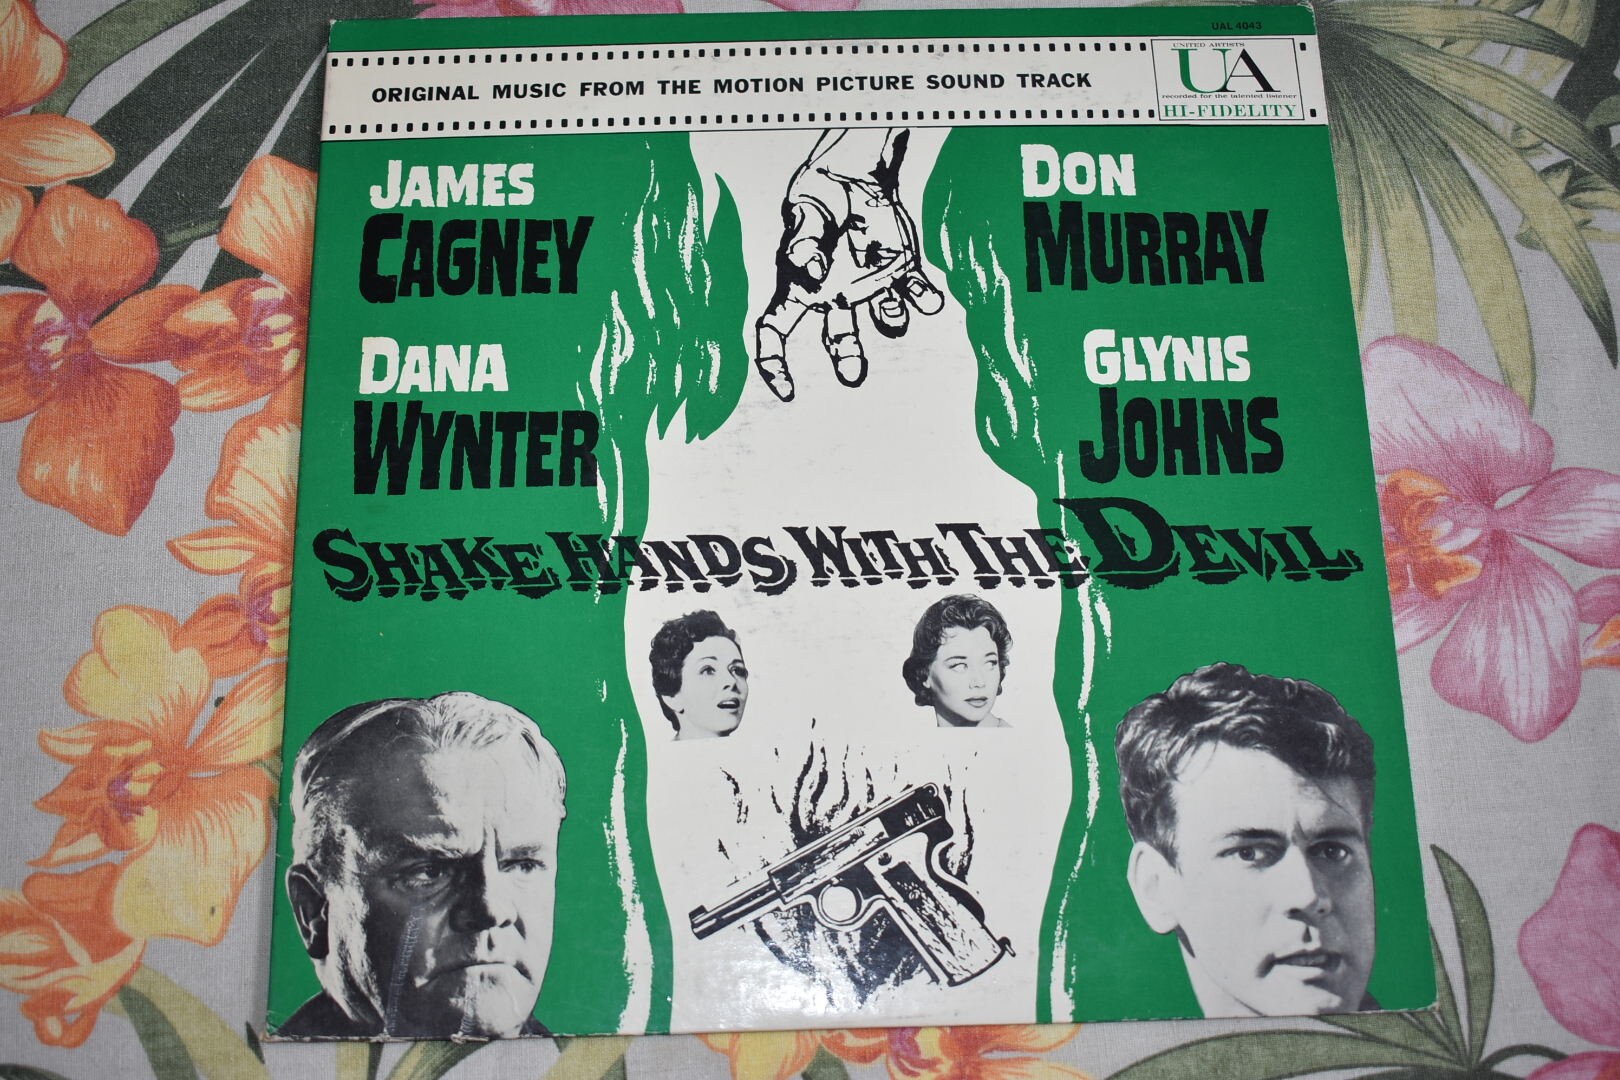 UAL 4043
ORIGINAL MUSIC FROM THE MOTION PICTURE SOUND TRACK
UNITED ARTISTS
UA
recorded for the talented listener
HI-FIDELITY
JAMES
CAGNEY
DON
MURRAY
DANA
WYNTER
GLYNIS
JOHNS
SHAKE HANDS WITH THE DEVIL